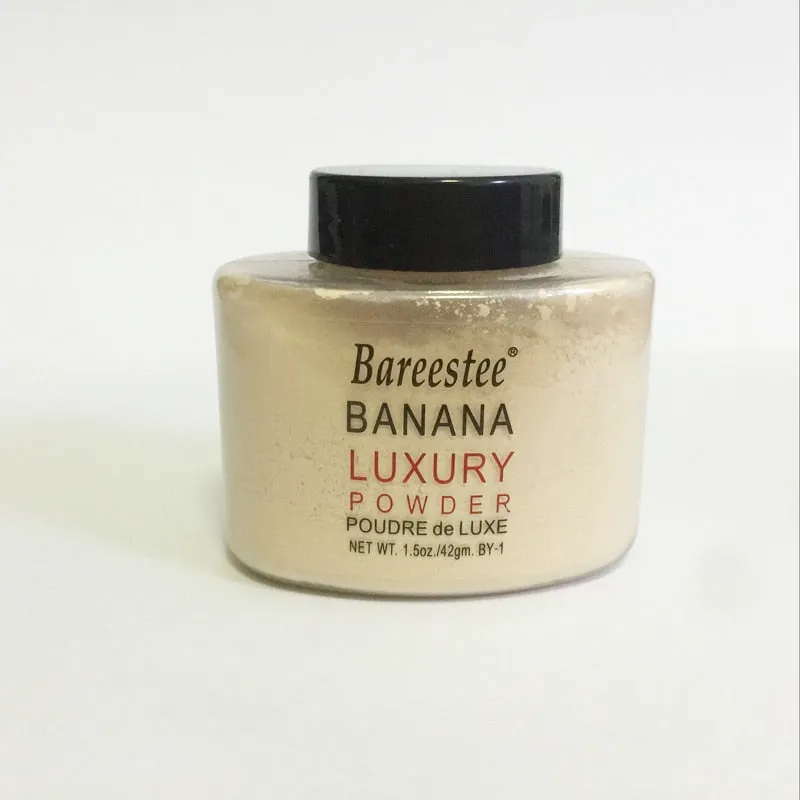 Bareestee®
BANANA
LUXURY
POWDER
POUDRE de LUXE
NET WT. 1.5oz./42gm. BY-1